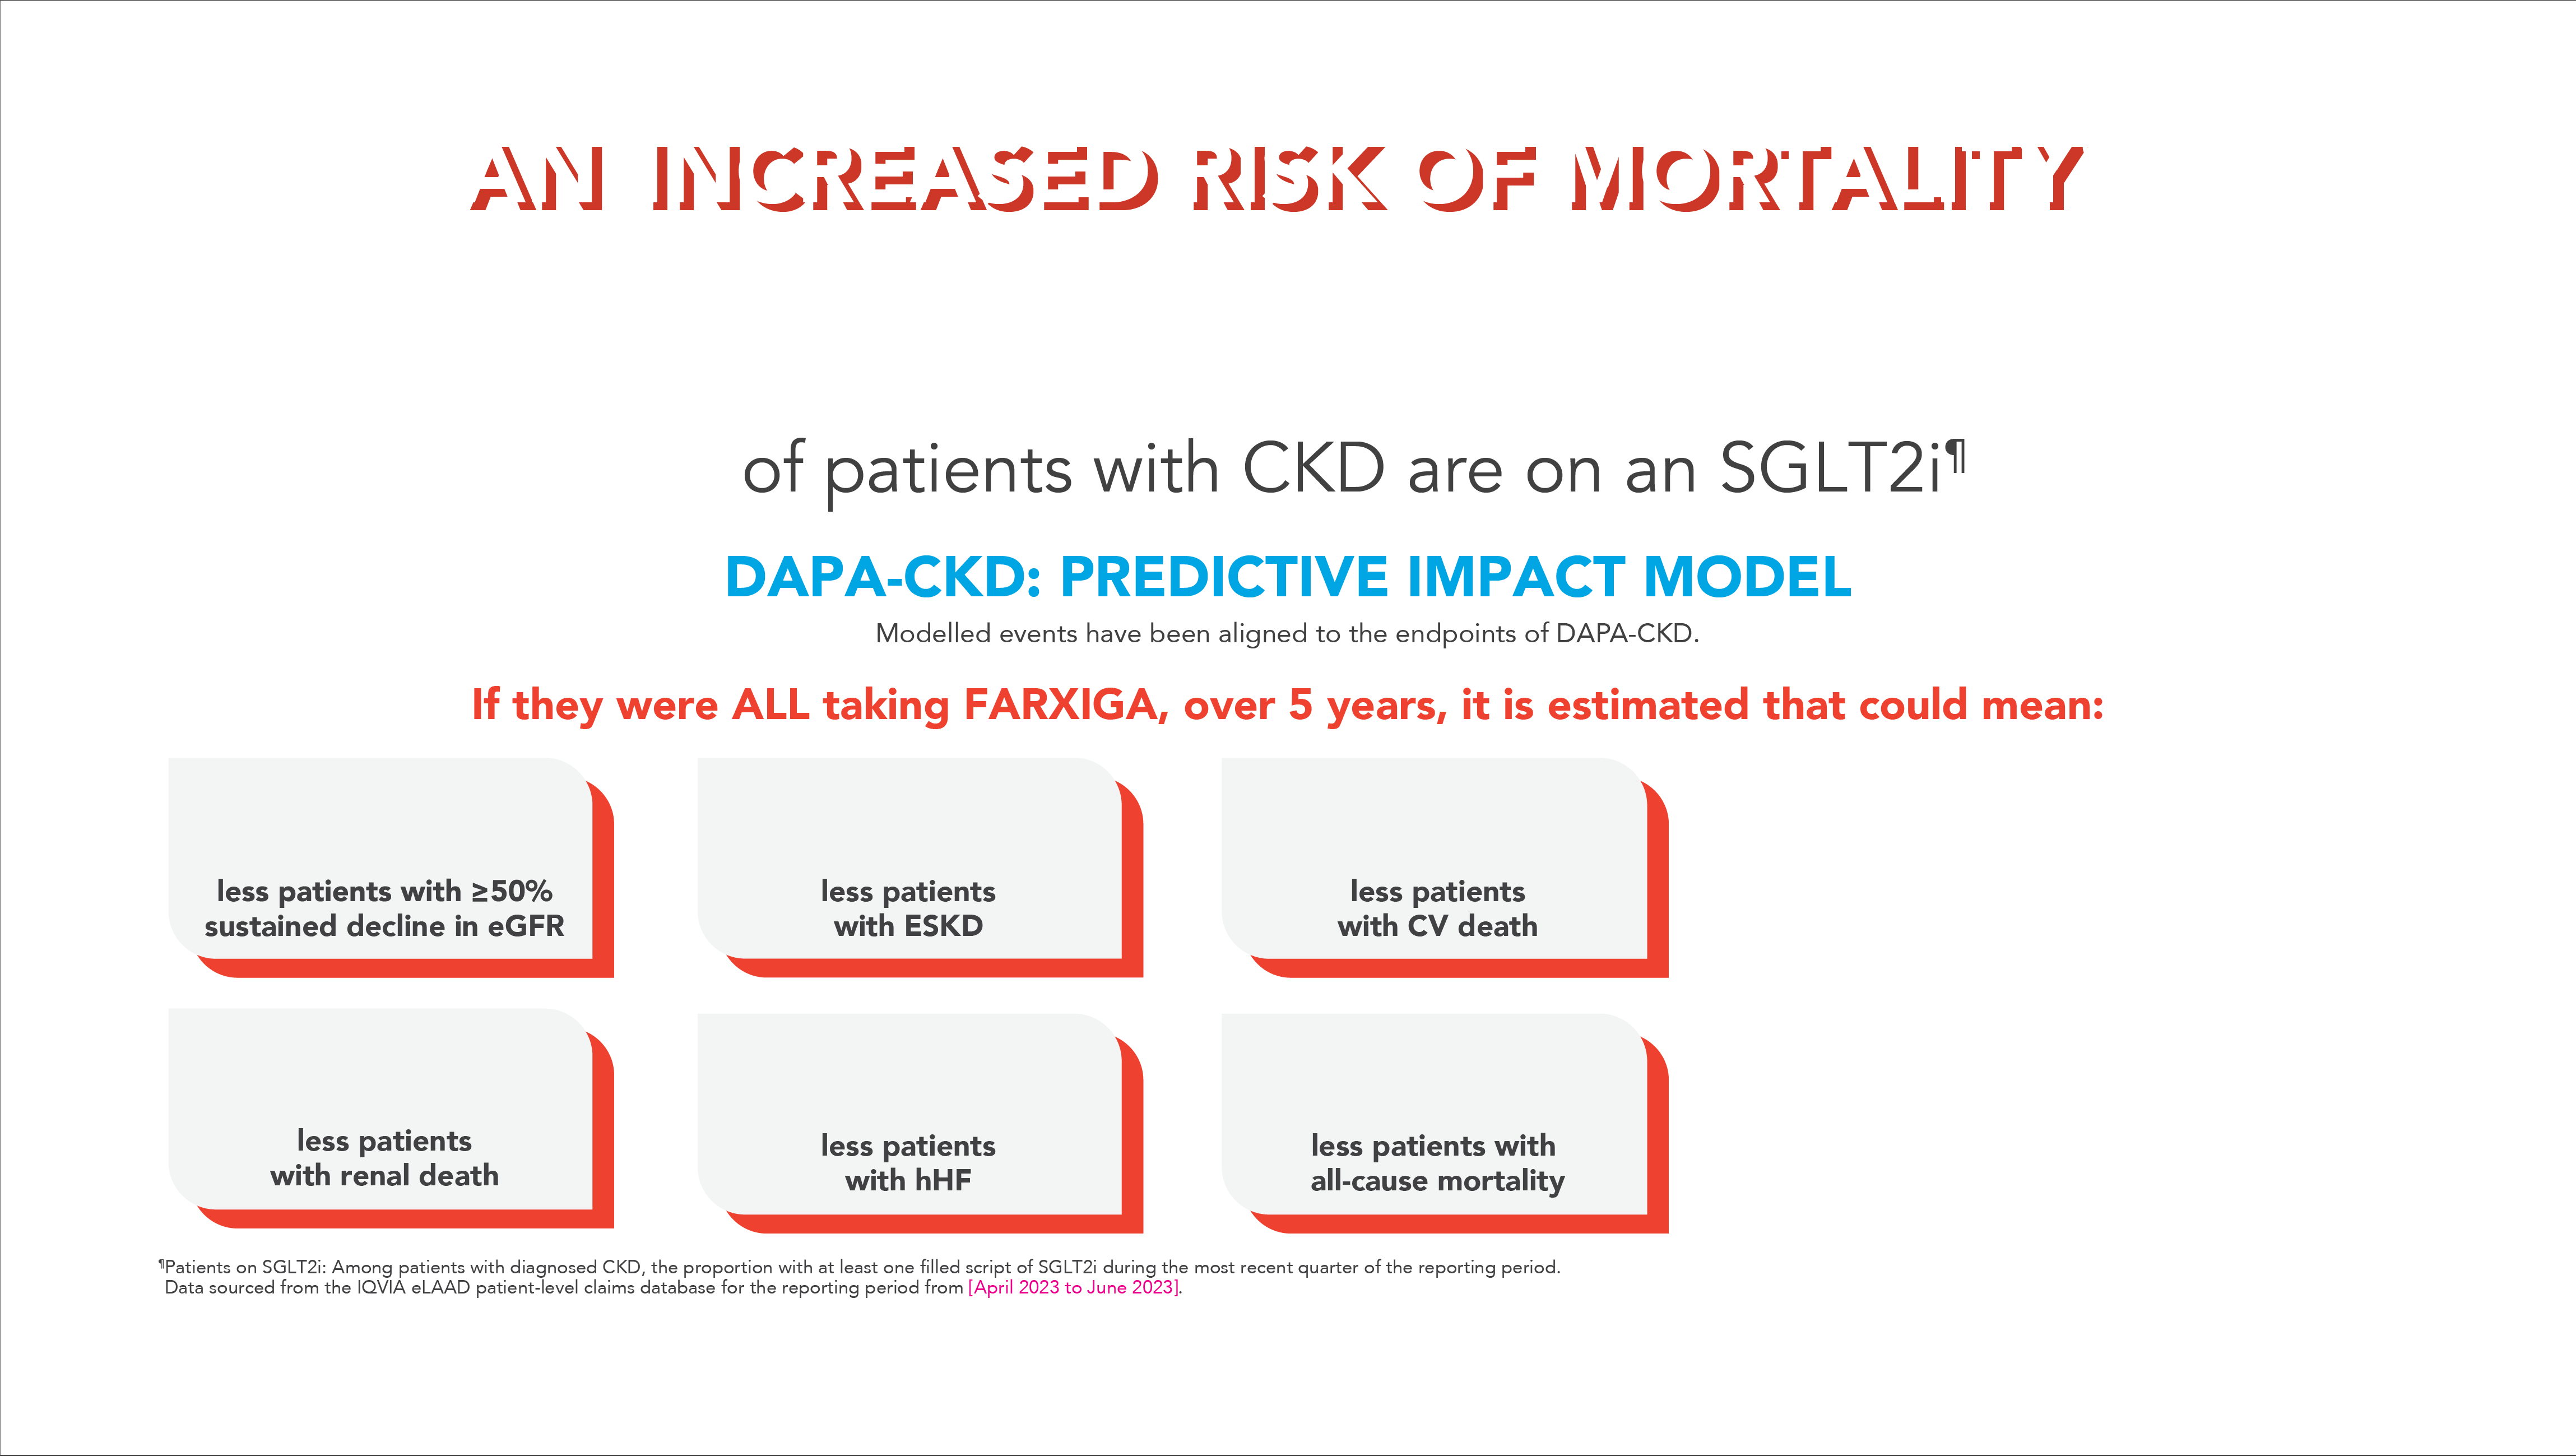 AN INCREASED RISK OF MORTALITY
of patients with CKD are on an SGLT2i¶
DAPA-CKD: PREDICTIVE IMPACT MODEL
Modelled events have been aligned to the endpoints of DAPA-CKD.
If they were ALL taking FARXIGA, over 5 years, it is estimated that could mean:
less patients with ≥50%
sustained decline in eGFR
less patients
with ESKD
less patients
with CV death
less patients
with renal death
less patients
with hHF
less patients with
all-cause mortality
¶Patients on SGLT2i: Among patients with diagnosed CKD, the proportion with at least one filled script of SGLT2i during the most recent quarter of the reporting period.
Data sourced from the IQVIA eLAAD patient-level claims database for the reporting period from [April 2023 to June 2023].